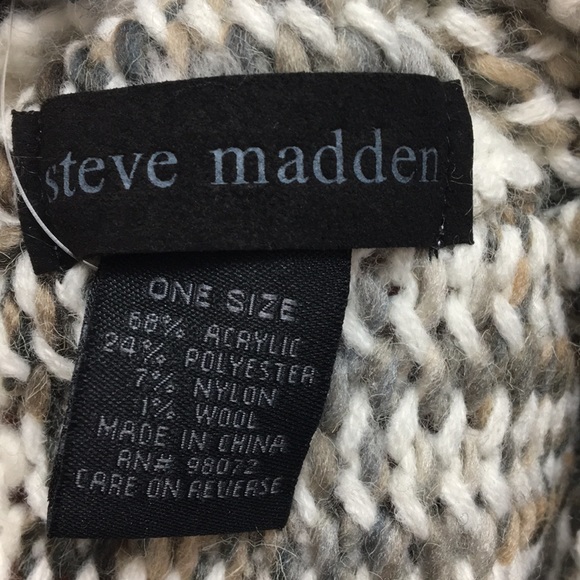 steve madden
ONE SIZE
68% ACRYLIC
24% POLYESTER
7% NYLON
1% WOOL
MADE IN CHINA
RN# 98072
CARE ON REVERSE